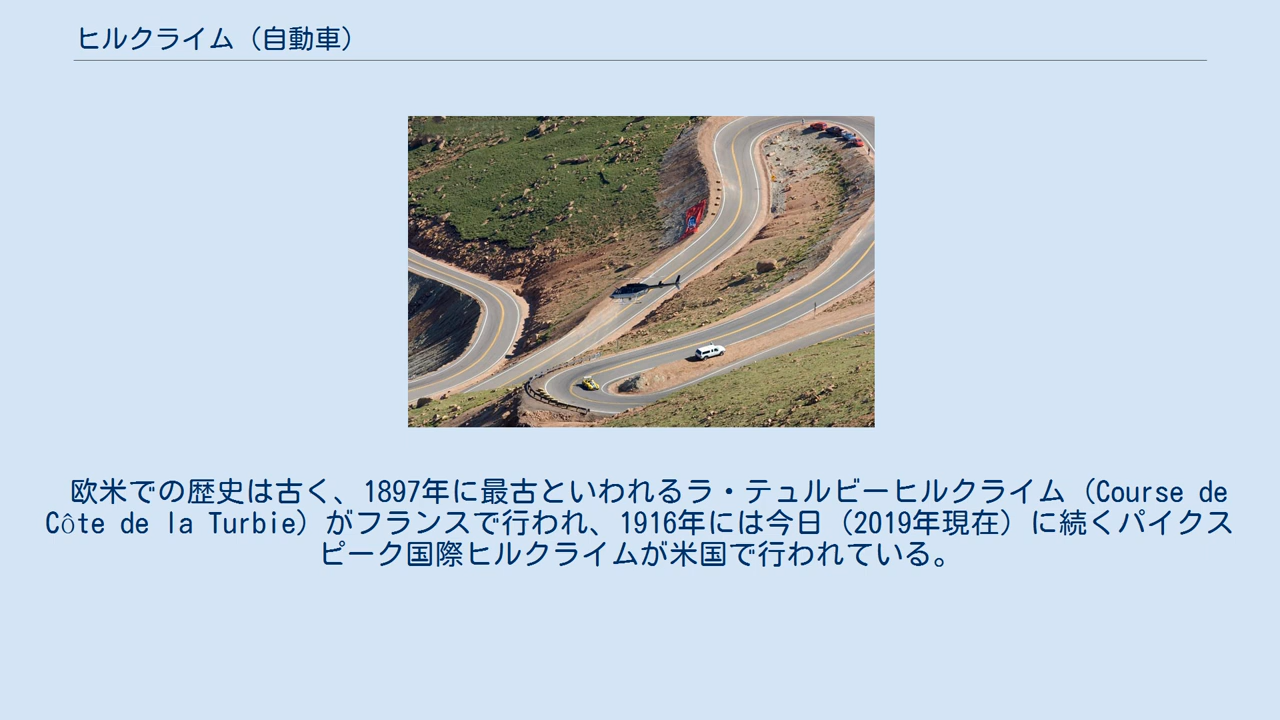 ヒルクライム（自動車）
欧米での歴史は古く、1897年に最古といわれるラ・テュルビーヒルクライム（Course de
Côte de la Turbie）がフランスで行われ、1916年には今日（2019年現在）に続くパイクス
ピーク国際ヒルクライムが米国で行われている。